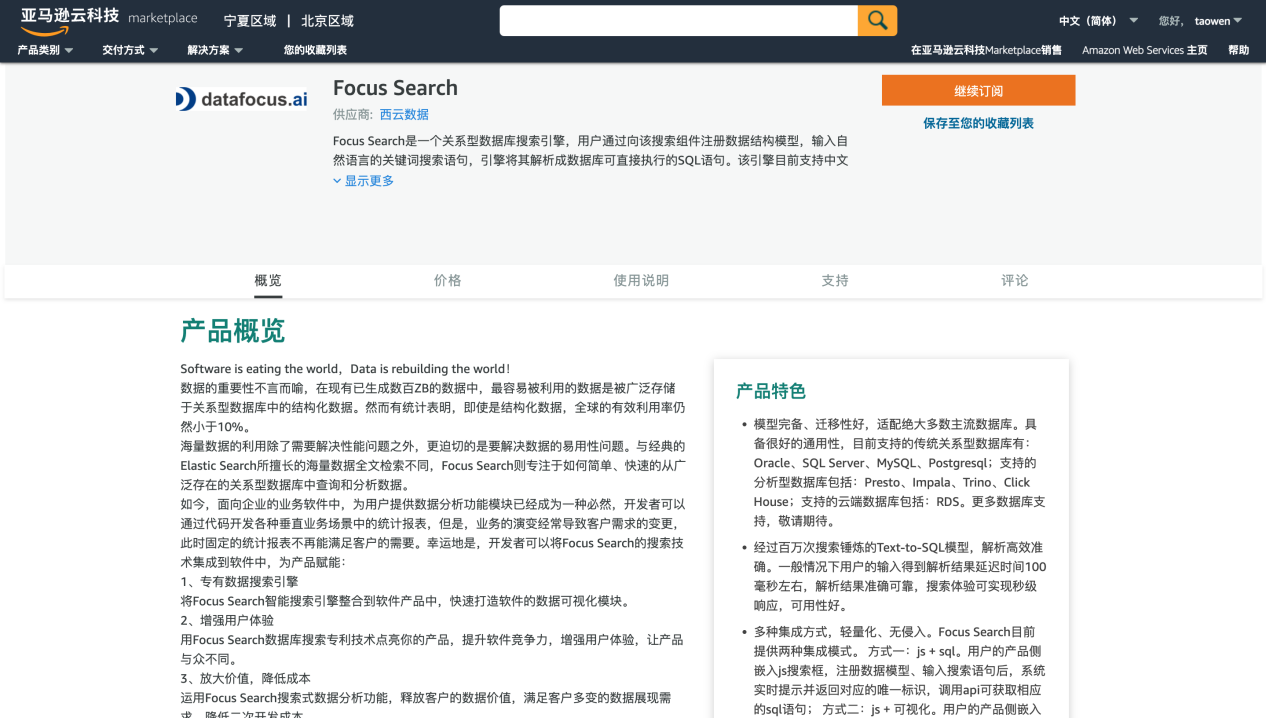 亚马逊云科技 marketplace 宁夏区域 | 北京区域 中文（简体） 您好, taowen
产品类别 交付方式 解决方案 您的收藏列表 在亚马逊云科技Marketplace销售 Amazon Web Services 主页 帮助
datafocus.ai
Focus Search
供应商: 西云数据
Focus Search是一个关系型数据库搜索引擎，用户通过向该搜索组件注册数据结构模型，输入自
然语言的关键词搜索语句，引擎将其解析成数据库可直接执行的SQL语句。该引擎目前支持中文
显示更多
继续订阅
保存至您的收藏列表
概览 价格 使用说明 支持 评论
产品概览
Software is eating the world，Data is rebuilding the world！
数据的重要性不言而喻，在现有已生成数百ZB的数据中，最容易被利用的数据是被广泛存储
于关系型数据库中的结构化数据。然而有统计表明，即使是结构化数据，全球的有效利用率仍
然小于10%。
海量数据的利用除了需要解决性能问题之外，更迫切的是要解决数据的易用性问题。与经典的
Elastic Search所擅长的海量数据全文检索不同，Focus Search则专注于如何简单、快速的从广
泛存在的关系型数据库中查询和分析数据。
如今，面向企业的业务软件中，为用户提供数据分析功能模块已经成为一种必然，开发者可以
通过代码开发各种垂直业务场景中的统计报表，但是，业务的演变经常导致客户需求的变更，
此时固定的统计报表不再能满足客户的需要。幸运地是，开发者可以将Focus Search的搜索技
术集成到软件中，为产品赋能：
1、专有数据搜索引擎
将Focus Search智能搜索引擎整合到软件产品中，快速打造软件的数据可视化模块。
2、增强用户体验
用Focus Search数据库搜索专利技术点亮你的产品，提升软件竞争力，增强用户体验，让产品
与众不同。
3、放大价值，降低成本
运用Focus Search搜索式数据分析功能，释放客户的数据价值，满足客户多变的数据展现需
求，降低二次开发成本
产品特色
• 模型完备、迁移性好，适配绝大多数主流数据库。具
备很好的通用性，目前支持的传统关系型数据库有：
Oracle、SQL Server、MySQL、Postgresql；支持的
分析型数据库包括：Presto、Impala、Trino、Click
House；支持的云端数据库包括：RDS。更多数据库支
持，敬请期待。
• 经过百万次搜索锤炼的Text-to-SQL模型，解析高效准
确。一般情况下用户的输入得到解析结果延迟时间100
毫秒左右，解析结果准确可靠，搜索体验可实现秒级
响应，可用性好。
• 多种集成方式，轻量化、无侵入。Focus Search目前
提供两种集成模式。 方式一：js + sql。用户的产品侧
嵌入js搜索框，注册数据模型、输入搜索语句后，系统
实时提示并返回对应的唯一标识，调用api可获取相应
的sql语句； 方式二：js + 可视化。用户的产品侧嵌入